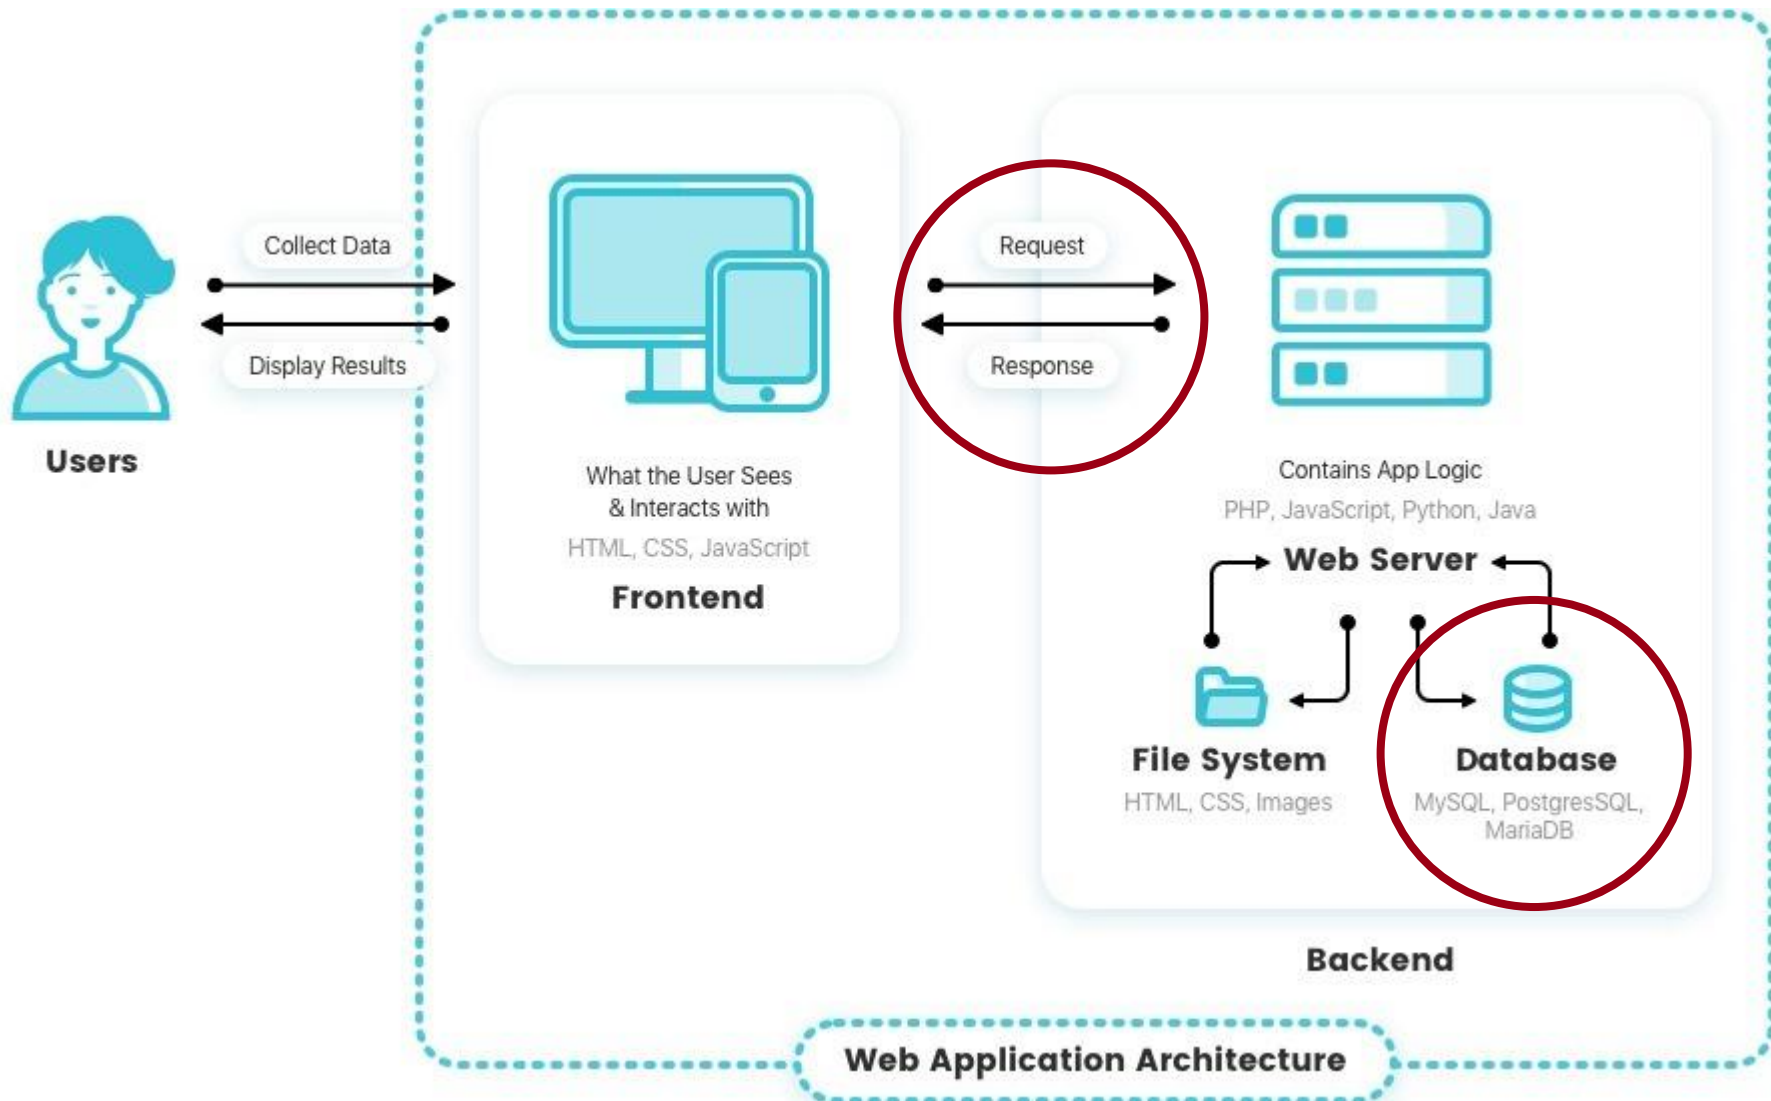 Collect Data
Display Results
Users
What the User Sees
& Interacts with
HTML, CSS, JavaScript
Frontend
Request
Response
Contains App Logic
PHP, JavaScript, Python, Java
Web Server
File System
HTML, CSS, Images
Database
MySQL, PostgresSQL,
MariaDB
Backend
Web Application Architecture